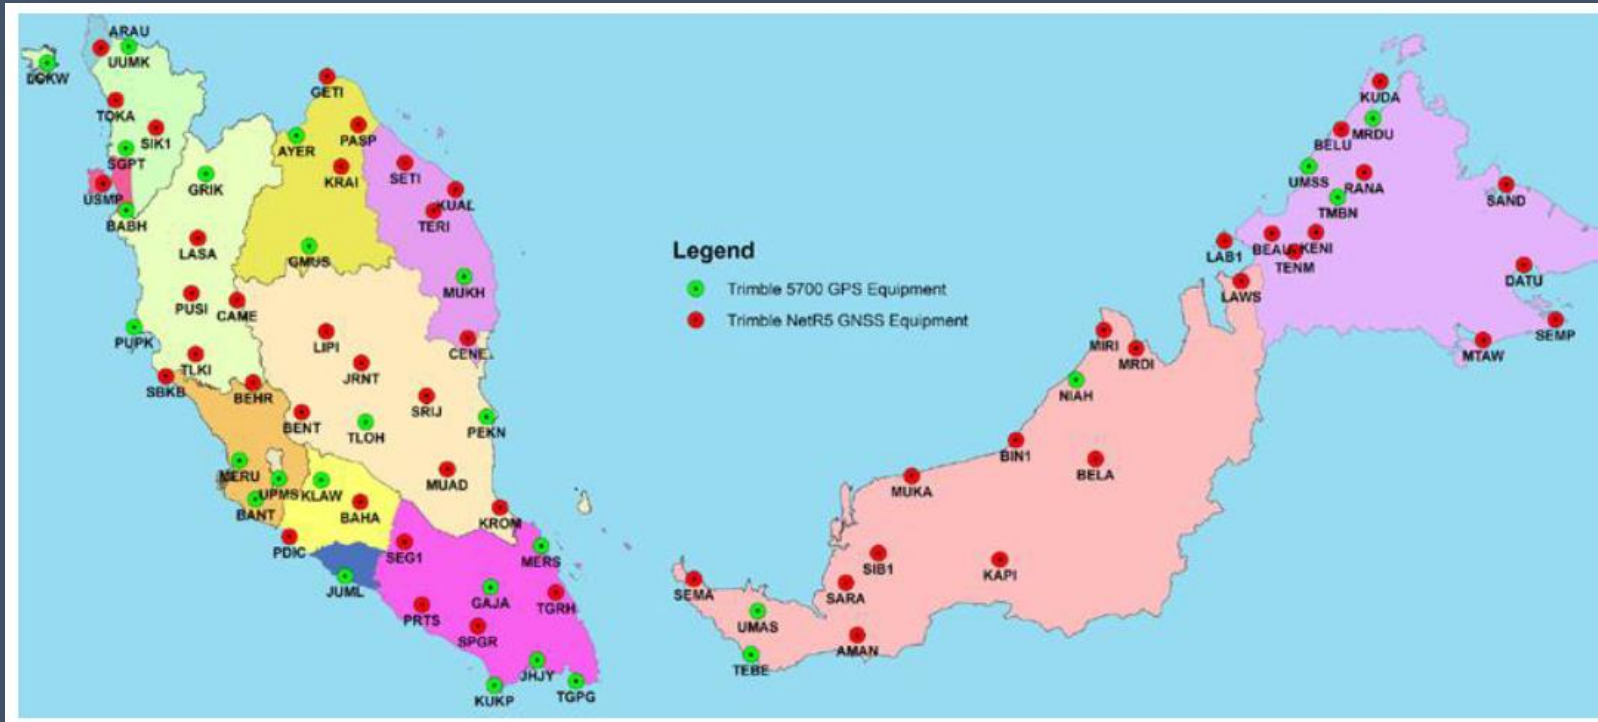 ARAU
UUMK
LGKW
TOKA
SIK1
SGPT
USMP
BABH
GRIK
LASA
PUSI
CAME
PUPK
TLKI
SBKB
BEHR
GETI
AYER
PASP
KRAI
GMUS
SETI
KUAL
TERI
MUKH
CENE
LIPI
JRNT
SRIJ
BENT
TLOH
PEKN
MUAD
KROM
MERU
UPMS
KLAW
BANT
BAHA
PDIC
JUML
SEG1
MERS
GAJA
TGRH
PRTS
SPGR
JHJY
KUKP
TGPG
Legend
Trimble 5700 GPS Equipment
Trimble NetR5 GNSS Equipment
KUDA
MRDU
BELU
UMSS
RANA
TMBN
SAND
LAB1
BEAU
KENI
TENM
DATU
LAWS
SEMP
MTAW
MIRI
MRDI
NIAH
BIN1
BELA
MUKA
SIB1
KAPI
SEMA
SARA
UMAS
AMAN
TEBE